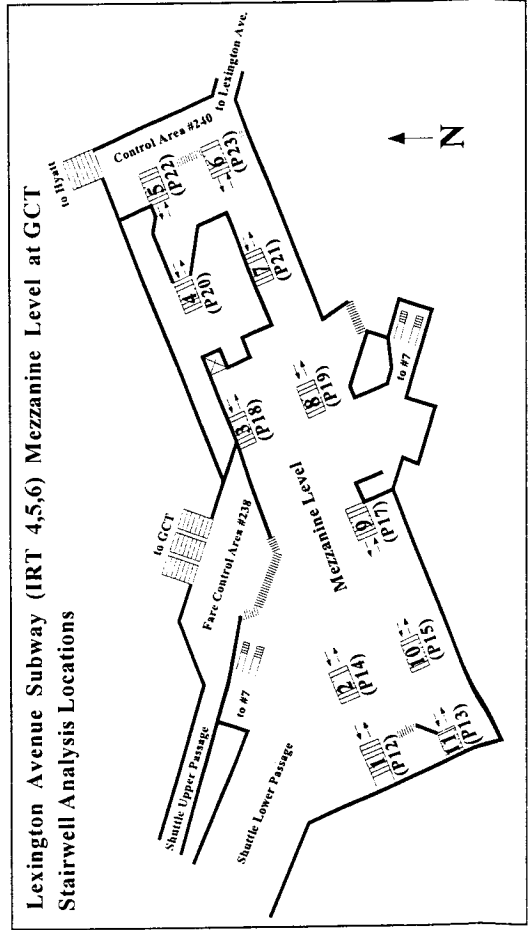 Lexington Avenue Subway (IRT 4,5,6) Mezzanine Level at GCT
Stairwell Analysis Locations
to Hyatt
Control Area #240
to Lexington Ave.
5
(P22)
6
(P23)
4
(P20)
7
(P21)
3
(P18)
8
(P19)
to GCT
Fare Control Area #238
Mezzanine Level
9
(P17)
to #7
to #7
Shuttle Upper Passage
Shuttle Lower Passage
2
(P14)
10
(P15)
1
(P12)
11
(P13)
N